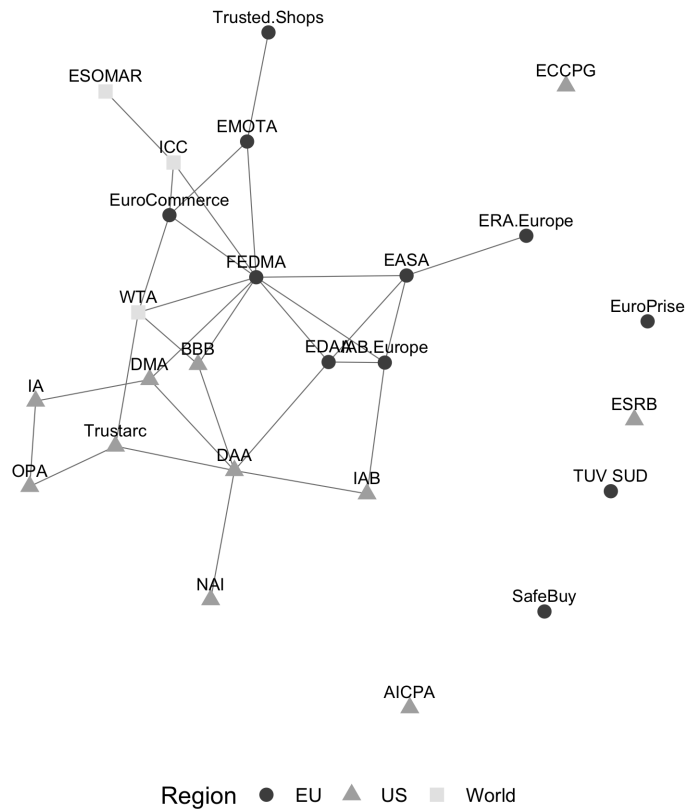 Trusted.Shops
ECCPG
ESOMAR
EMOTA
ICC
EuroCommerce
ERA.Europe
FEDMA
EASA
WTA
EuroPrise
BBB
EDAA
IAB.Europe
DMA
IA
ESRB
Trustarc
DAA
OPA
IAB
TUV SUD
NAI
SafeBuy
AICPA
Region EU US World